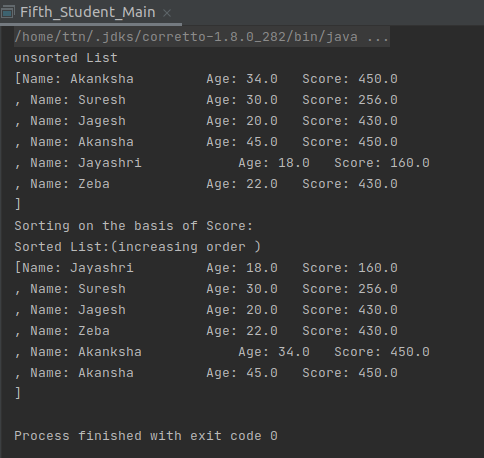 Fifth_Student_Main
/home/ttn/.jdks/corretto-1.8.0_282/bin/java ...
unsorted List
[Name: Akanksha Age: 34.0 Score: 450.0
, Name: Suresh Age: 30.0 Score: 256.0
, Name: Jagesh Age: 20.0 Score: 430.0
, Name: Akansha Age: 45.0 Score: 450.0
, Name: Jayashri Age: 18.0 Score: 160.0
, Name: Zeba Age: 22.0 Score: 430.0
]
Sorting on the basis of Score:
Sorted List:(increasing order )
[Name: Jayashri Age: 18.0 Score: 160.0
, Name: Suresh Age: 30.0 Score: 256.0
, Name: Jagesh Age: 20.0 Score: 430.0
, Name: Zeba Age: 22.0 Score: 430.0
, Name: Akanksha Age: 34.0 Score: 450.0
, Name: Akansha Age: 45.0 Score: 450.0
]
Process finished with exit code 0